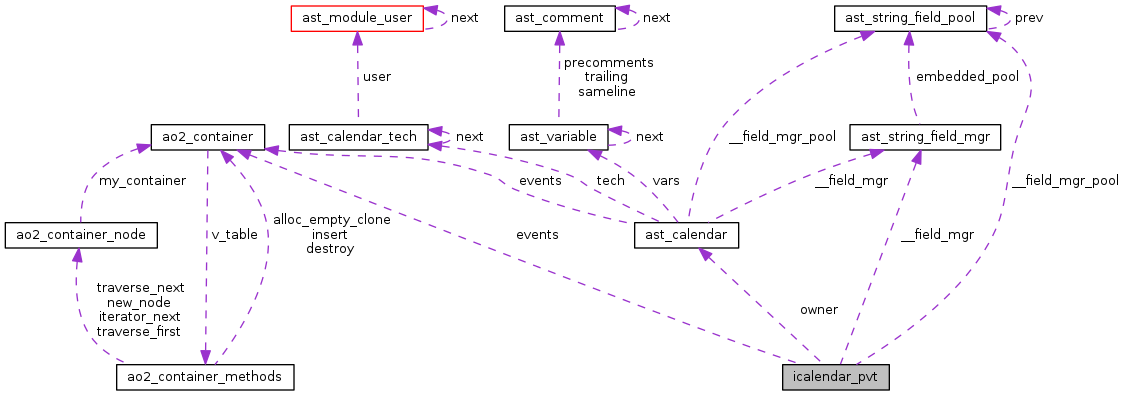 ast_module_user
next
ast_comment
next
ast_string_field_pool
prev
user
precomments
trailing
sameline
embedded_pool
ao2_container
ast_calendar_tech
next
ast_variable
next
__field_mgr_pool
ast_string_field_mgr
my_container
events
tech
vars
__field_mgr
__field_mgr_pool
ao2_container_node
v_table
alloc_empty_clone
insert
destroy
events
ast_calendar
__field_mgr
traverse_next
new_node
iterator_next
traverse_first
owner
ao2_container_methods
icalendar_pvt